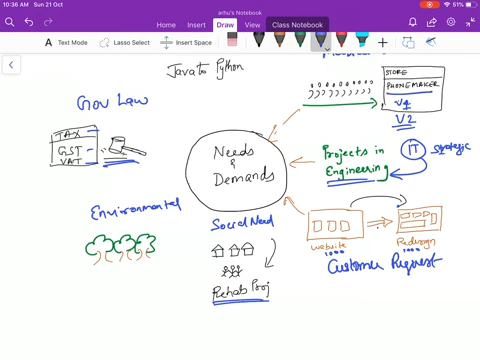 10:36 AM Sun 21 Oct
51%
arhu's Notebook
Home Insert Draw View Class Notebook
Text Mode Lasso Select Insert Space
Java to Python
Gov Law
TAX
GST
VAT
Environmental
Needs
&
Demands
Social Need
Rehab Proj
STORE
PHONEMAKER
V1
V2
Projects in
Engineering
IT
Strategic
Website
1000
Redesign
1000
Customer Request